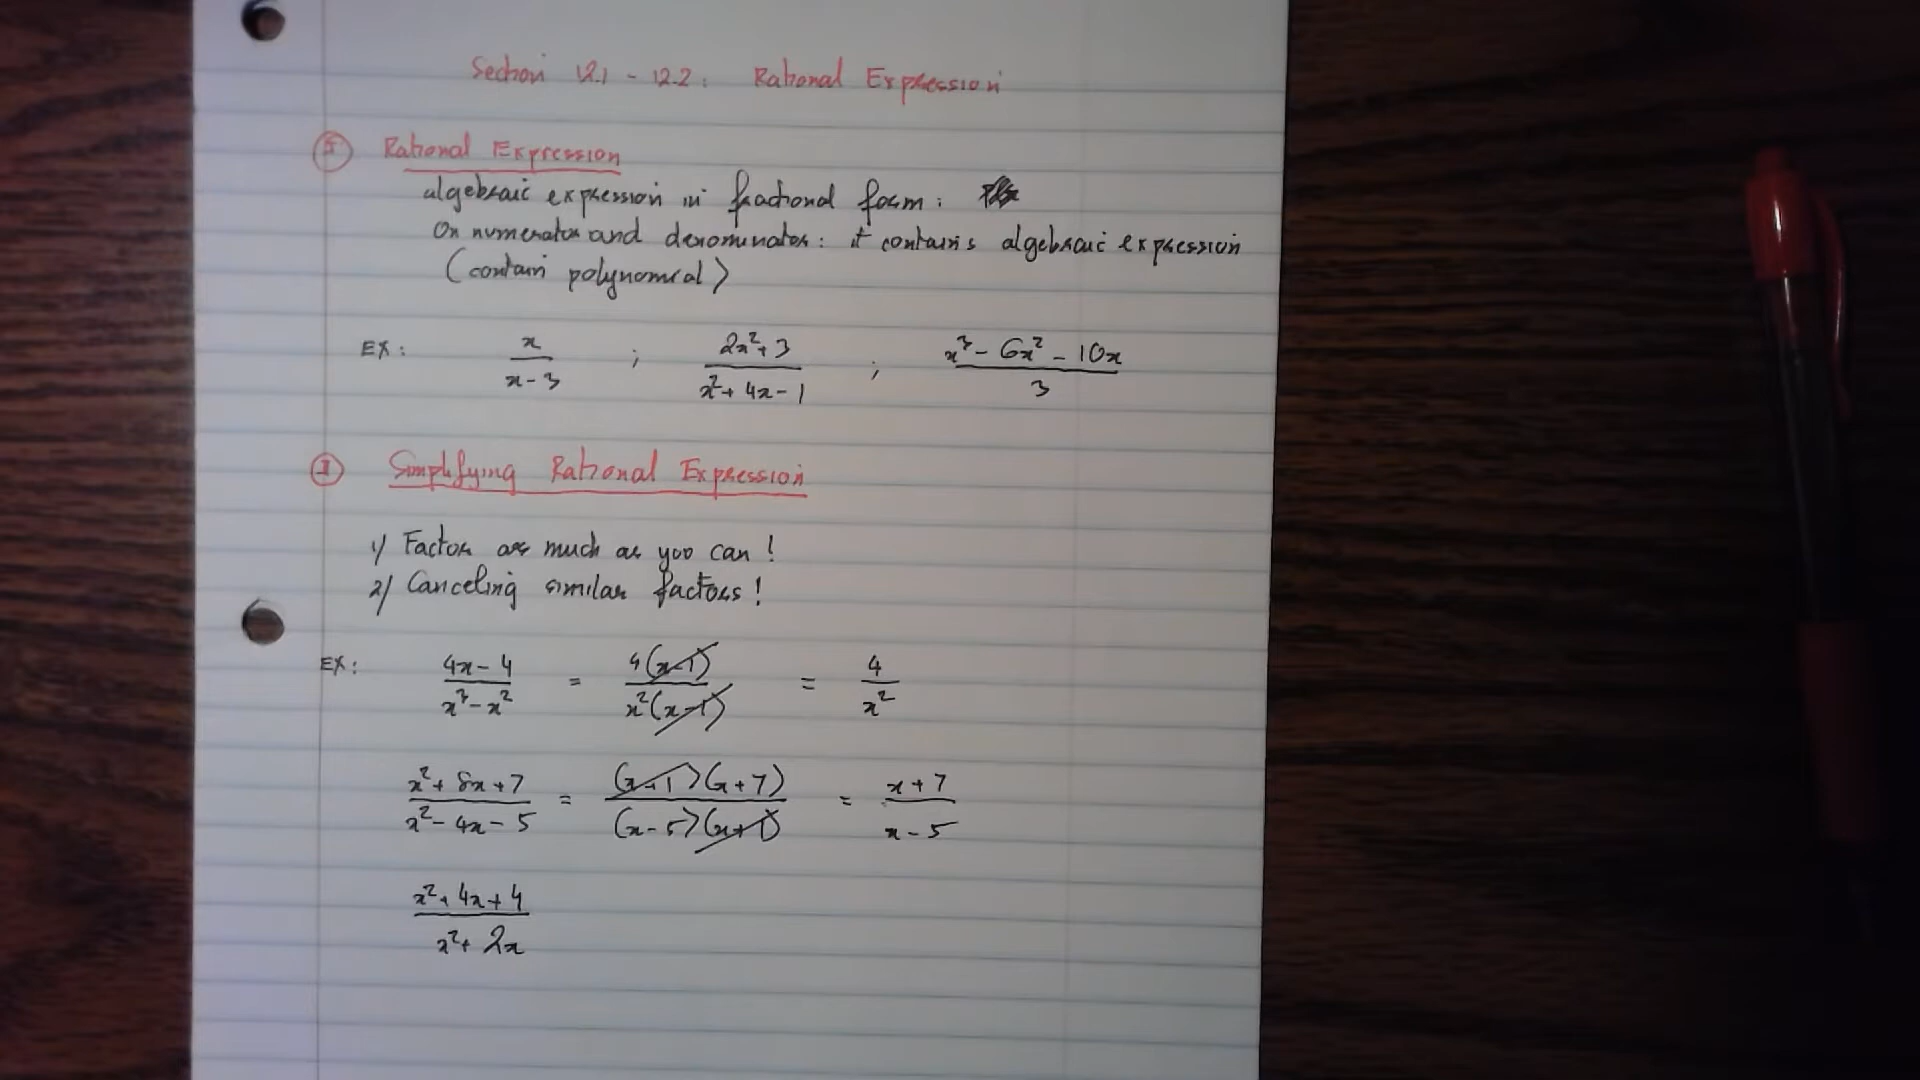 Section 12.1 - 12.2: Rational Expression
I Rational Expression
algebraic expression in fractional form:
On numerator and denominator: it contains algebraic expression
(contain polynomial)
EX: x/(x-3) ; (2x²+3)/(x²+4x-1) ; (x³-6x²-10x)/3
II Simplifying Rational Expression
1) Factor as much as you can!
2) Canceling similar factors!
EX: (4x-4)/(x³-x²) = 4(x-1)/x²(x-1) = 4/x²
(x²+8x+7)/(x²-4x-5) = (x+1)(x+7)/(x-5)(x+1) = (x+7)/(x-5)
(x²+4x+4)/(x²+2x)